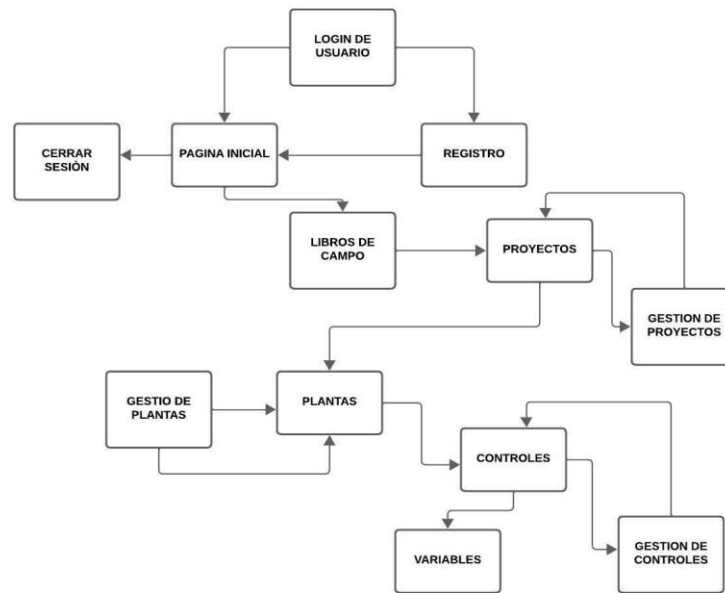 LOGIN DE
USUARIO
CERRAR
SESIÓN
PAGINA INICIAL
REGISTRO
LIBROS DE
CAMPO
PROYECTOS
GESTION DE
PROYECTOS
GESTIO DE
PLANTAS
PLANTAS
CONTROLES
VARIABLES
GESTION DE
CONTROLES